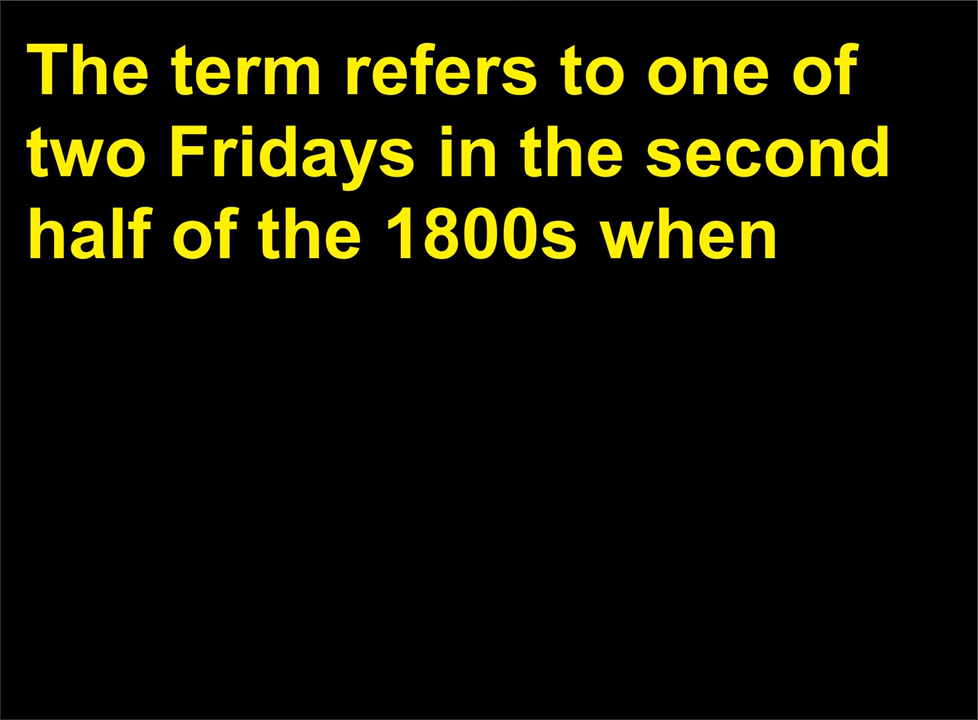 The term refers to one of
two Fridays in the second
half of the 1800s when